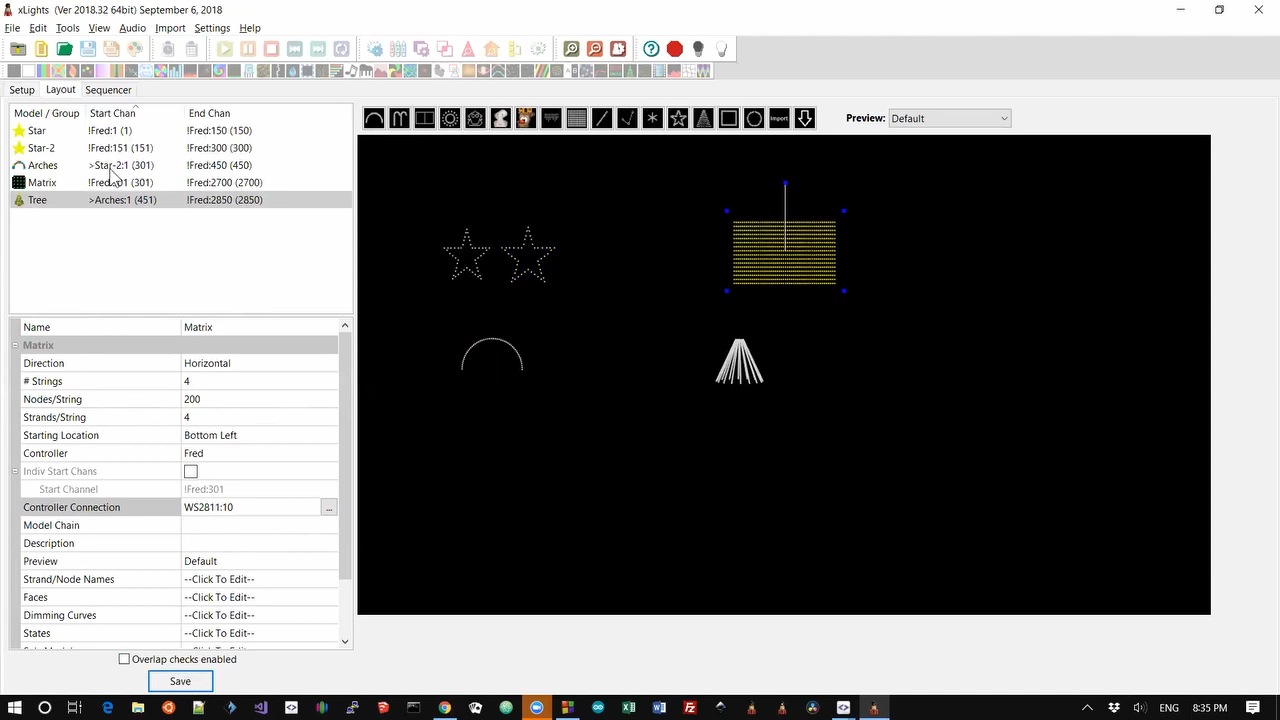 xLights (Ver 2018.32 64bit) September 6, 2018
File Edit Tools View Audio Import Settings Help
Setup Layout Sequencer
Model / Group Start Chan End Chan
Star !Fred:1 (1) !Fred:150 (150)
Star-2 !Fred:151 (151) !Fred:300 (300)
Arches >Star-2:1 (301) !Fred:450 (450)
Matrix (301) !Fred:2700 (2700)
Tree >Arches:1 (451) !Fred:2850 (2850)
Import Preview: Default
Name Matrix
Matrix
Direction Horizontal
# Strings 4
Nodes/String 200
Strands/String 4
Starting Location Bottom Left
Controller Fred
Indiv Start Chans
Start Channel !Fred:301
Controller Connection WS2811:10 ...
Model Chain
Description
Preview Default
Strand/Node Names --Click To Edit--
Faces --Click To Edit--
Dimming Curves --Click To Edit--
States --Click To Edit--
Overlap checks enabled
Save
ENG 8:35 PM